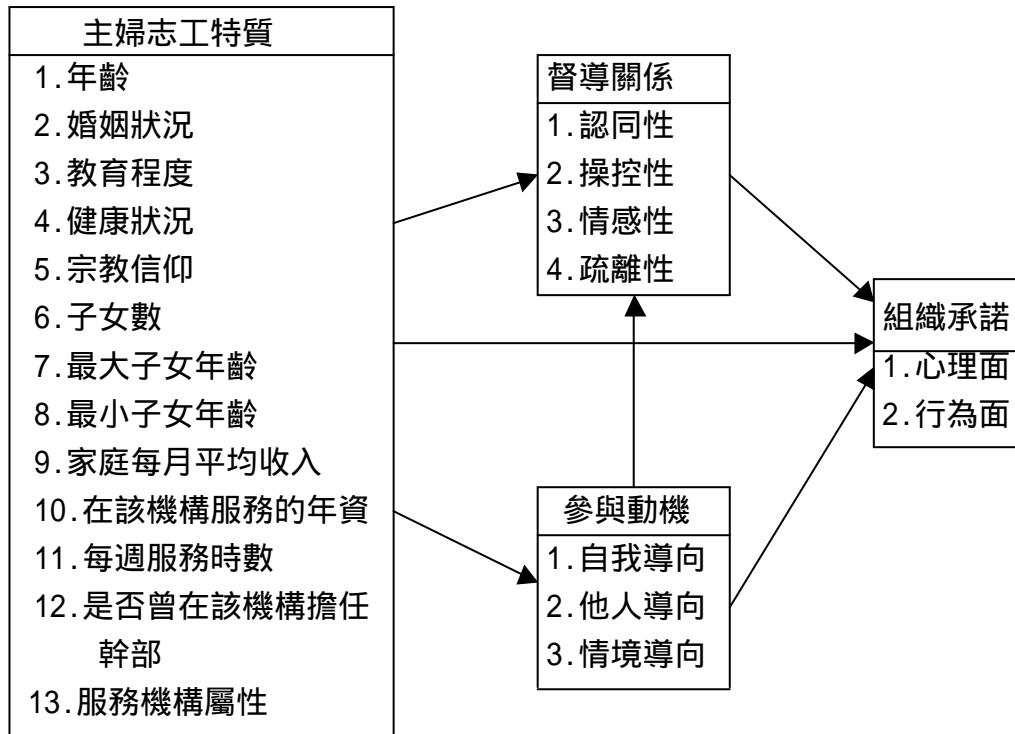 主婦志工特質
1.年齡
2.婚姻狀況
3.教育程度
4.健康狀況
5.宗教信仰
6.子女數
7.最大子女年齡
8.最小子女年齡
9.家庭每月平均收入
10.在該機構服務的年資
11.每週服務時數
12.是否曾在該機構擔任
幹部
13.服務機構屬性
督導關係
1.認同性
2.操控性
3.情感性
4.疏離性
參與動機
1.自我導向
2.他人導向
3.情境導向
組織承諾
1.心理面
2.行為面